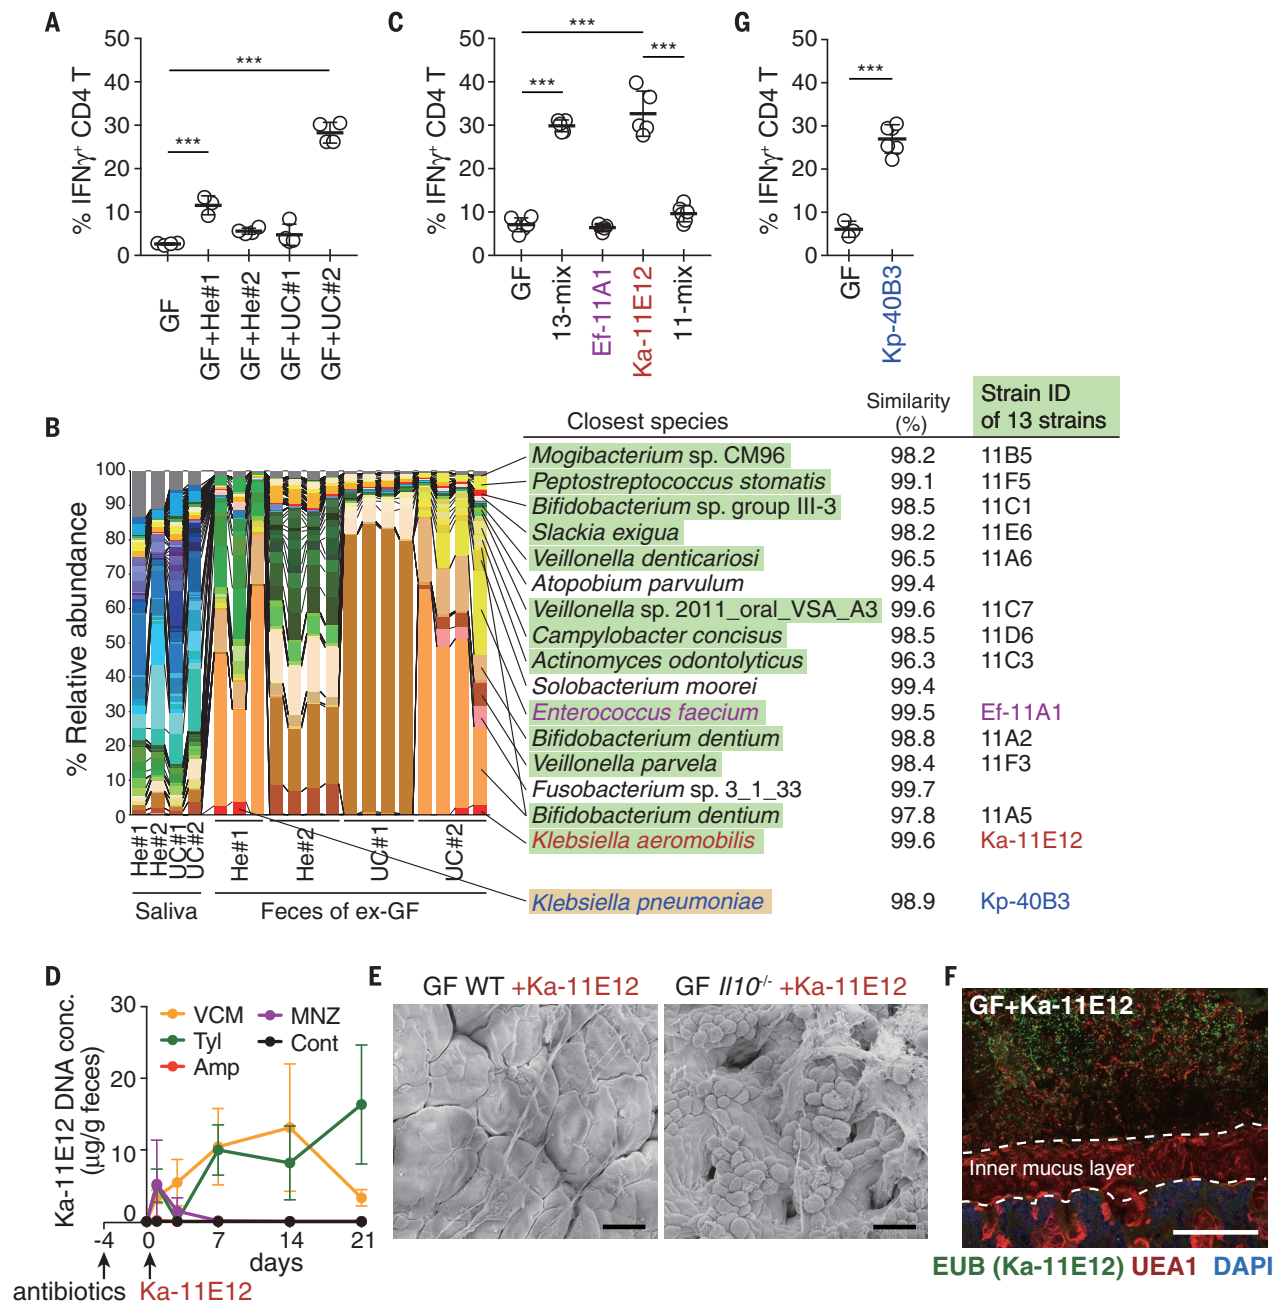 A
50
40
30
20
10
0
% IFNγ+ CD4 T
***
***
GF
GF+He#1
GF+He#2
GF+UC#1
GF+UC#2
C
50
40
30
20
10
0
% IFNγ+ CD4 T
***
***
***
GF
13-mix
Ef-11A1
Ka-11E12
11-mix
G
50
40
30
20
10
0
% IFNγ+ CD4 T
***
GF
Kp-40B3
B
100
90
80
70
60
50
40
30
20
10
0
% Relative abundance
He#1
He#2
UC#1
UC#2
He#1
He#2
UC#1
UC#2
Saliva
Feces of ex-GF
Closest species Similarity (%) Strain ID of 13 strains
Mogibacterium sp. CM96 98.2 11B5
Peptostreptococcus stomatis 99.1 11F5
Bifidobacterium sp. group III-3 98.5 11C1
Slackia exigua 98.2 11E6
Veillonella denticariosi 96.5 11A6
Atopobium parvulum 99.4
Veillonella sp. 2011_oral_VSA_A3 99.6 11C7
Campylobacter concisus 98.5 11D6
Actinomyces odontolyticus 96.3 11C3
Solobacterium moorei 99.4
Enterococcus faecium 99.5 Ef-11A1
Bifidobacterium dentium 98.8 11A2
Veillonella parvela 98.4 11F3
Fusobacterium sp. 3_1_33 99.7
Bifidobacterium dentium 97.8 11A5
Klebsiella aeromobilis 99.6 Ka-11E12
Klebsiella pneumoniae 98.9 Kp-40B3
D
30
20
10
0
Ka-11E12 DNA conc.
(μg/g feces)
VCM
Tyl
Amp
MNZ
Cont
-4 0 7 14 21
days
antibiotics Ka-11E12
E
GF WT +Ka-11E12
GF Il10-/- +Ka-11E12
F
GF+Ka-11E12
Inner mucus layer
EUB (Ka-11E12) UEA1 DAPI